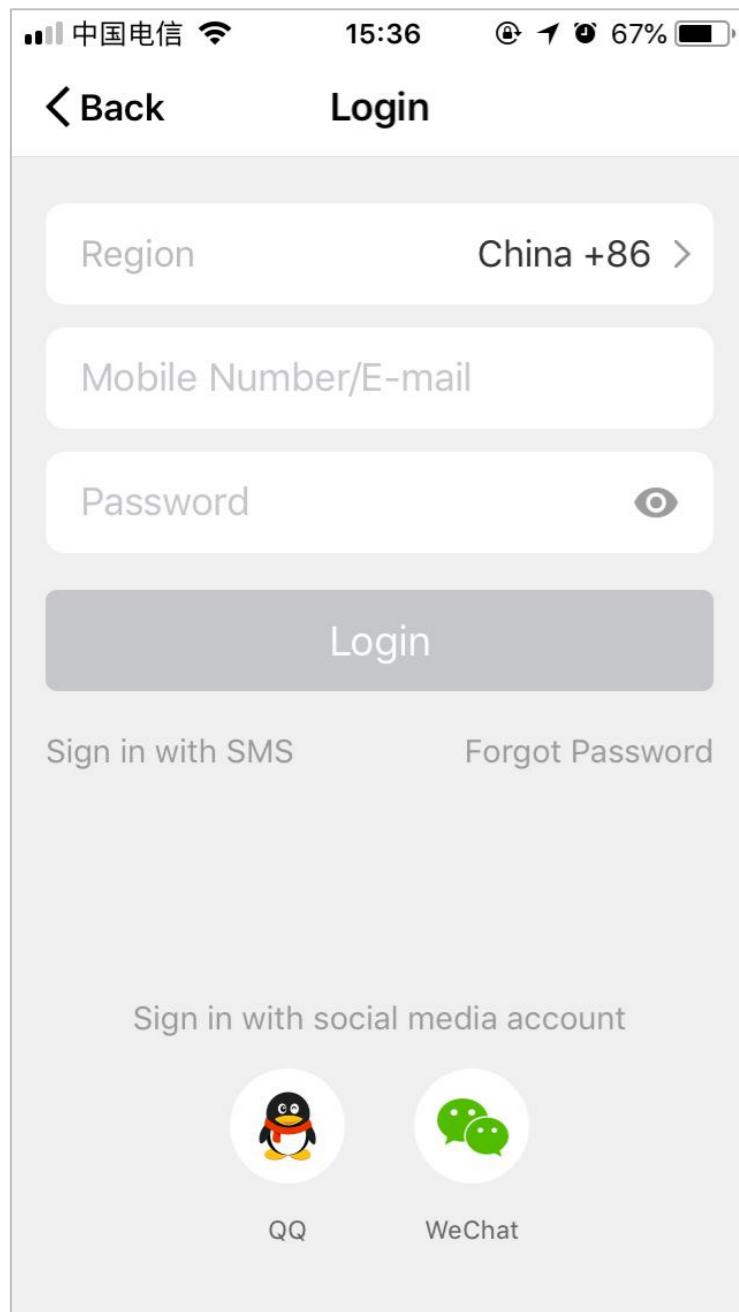 中国电信 15:36 67%
Back Login
Region China +86
Mobile Number/E-mail
Password
Login
Sign in with SMS Forgot Password
Sign in with social media account
QQ WeChat